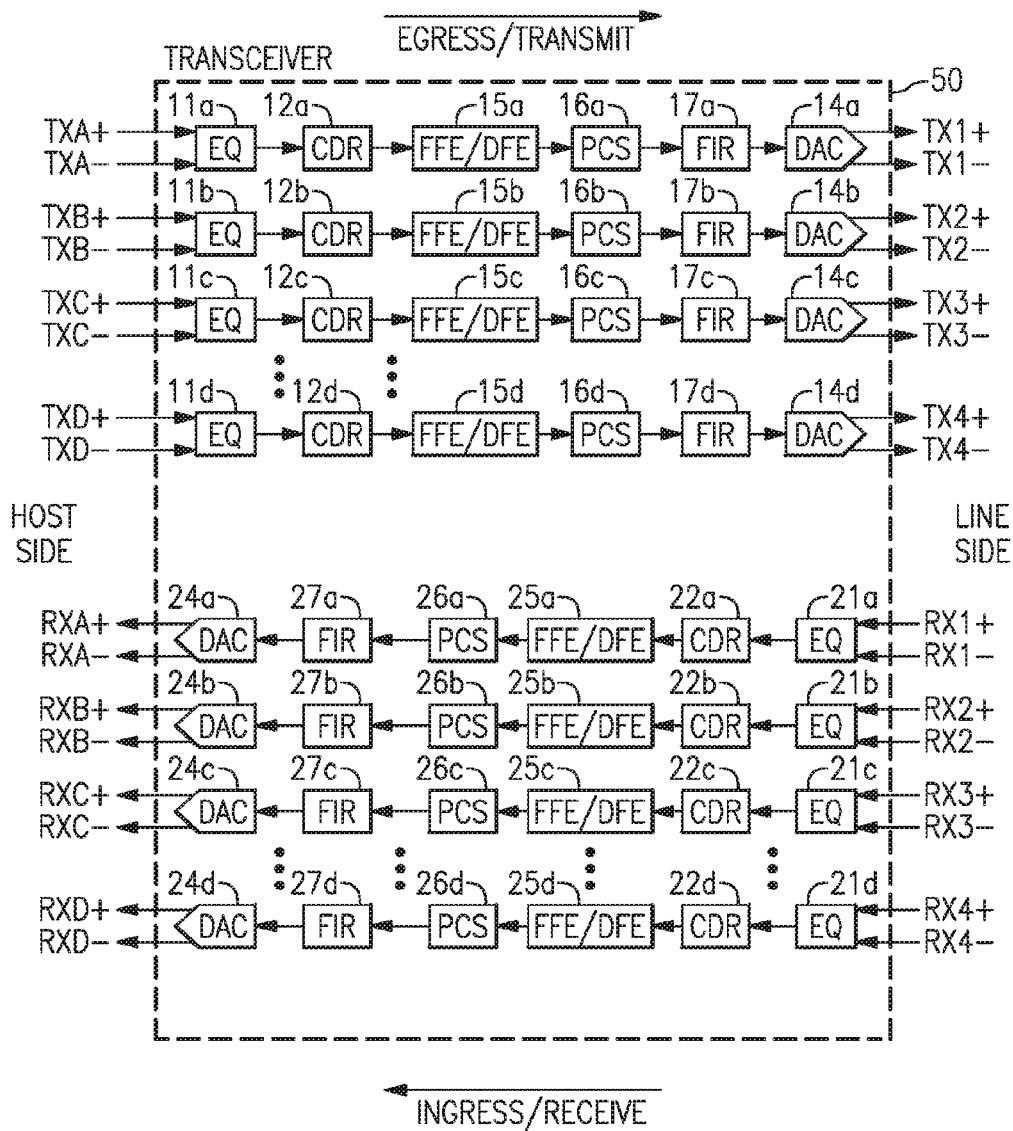 EGRESS/TRANSMIT
TRANSCEIVER
50
11a 12a 15a 16a 17a 14a
TXA+ TX1+
EQ CDR FFE/DFE PCS FIR DAC
TXA- TX1-
11b 12b 15b 16b 17b 14b
TXB+ TX2+
EQ CDR FFE/DFE PCS FIR DAC
TXB- TX2-
11c 12c 15c 16c 17c 14c
TXC+ TX3+
EQ CDR FFE/DFE PCS FIR DAC
TXC- TX3-
11d 12d 15d 16d 17d 14d
TXD+ TX4+
EQ CDR FFE/DFE PCS FIR DAC
TXD- TX4-
HOST LINE
SIDE SIDE
24a 27a 26a 25a 22a 21a
RXA+ RX1+
DAC FIR PCS FFE/DFE CDR EQ
RXA- RX1-
24b 27b 26b 25b 22b 21b
RXB+ RX2+
DAC FIR PCS FFE/DFE CDR EQ
RXB- RX2-
24c 27c 26c 25c 22c 21c
RXC+ RX3+
DAC FIR PCS FFE/DFE CDR EQ
RXC- RX3-
24d 27d 26d 25d 22d 21d
RXD+ RX4+
DAC FIR PCS FFE/DFE CDR EQ
RXD- RX4-
INGRESS/RECEIVE